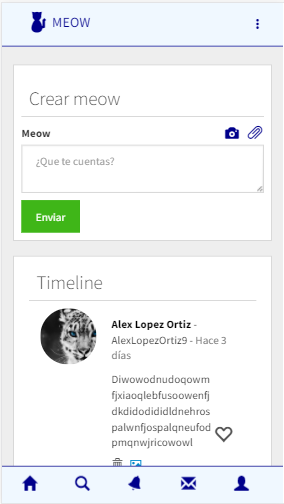 MEOW
Crear meow
Meow
¿Que te cuentas?
Enviar
Timeline
Alex Lopez Ortiz -
AlexLopezOrtiz9 - Hace 3
días
Diwowodnudoqowm
fjxiaoqlebfusoowenfj
dkdidodididldnehros
palwnfjospalqneufod
pmqnwjricowowl